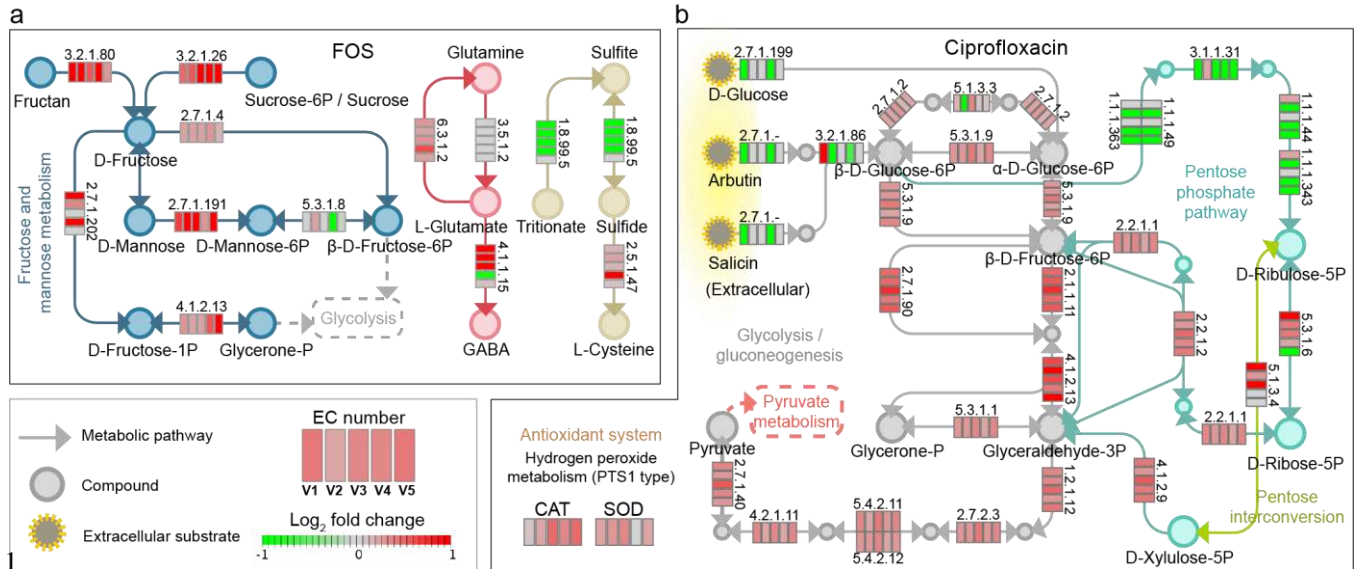 a
FOS
3.2.1.80
3.2.1.26
Fructan
Sucrose-6P / Sucrose
2.7.1.4
D-Fructose
Fructose and
mannose metabolism
2.7.1.202
2.7.1.191
5.3.1.8
D-Mannose
D-Mannose-6P
β-D-Fructose-6P
4.1.2.13
Glycolysis
D-Fructose-1P
Glycerone-P
Glutamine
6.3.1.2
3.5.1.2
L-Glutamate
4.1.1.15
GABA
Sulfite
1.8.99.5
1.8.99.5
Tritionate
Sulfide
2.5.1.47
L-Cysteine
Metabolic pathway
Compound
Extracellular substrate
EC number
V1 V2 V3 V4 V5
Log2 fold change
-1 0 1
1
Antioxidant system
Hydrogen peroxide
metabolism (PTS1 type)
CAT
SOD
b
Ciprofloxacin
2.7.1.199
D-Glucose
2.7.1.-
Arbutin
2.7.1.-
Salicin
(Extracellular)
3.2.1.86
2.7.1.2
5.1.3.3
2.7.1.2
5.3.1.9
β-D-Glucose-6P
α-D-Glucose-6P
5.3.1.9
5.3.1.9
β-D-Fructose-6P
2.7.1.90
2.7.1.11
Glycolysis /
gluconeogenesis
4.1.2.13
Pyruvate
metabolism
Pyruvate
5.3.1.1
Glycerone-P
Glyceraldehyde-3P
2.7.1.40
4.2.1.11
5.4.2.11
5.4.2.12
2.7.2.3
1.2.1.12
3.1.1.31
1.1.1.363
1.1.1.49
1.1.1.44
1.1.1.343
Pentose
phosphate
pathway
2.2.1.1
2.2.1.2
D-Ribulose-5P
5.3.1.6
5.1.3.4
2.2.1.1
D-Ribose-5P
4.1.2.9
Pentose
interconversion
D-Xylulose-5P